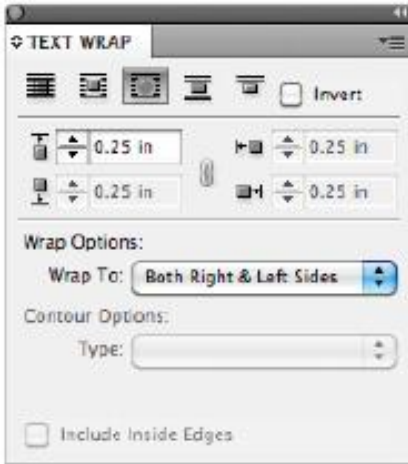 TEXT WRAP
Invert
0.25 in 0.25 in
0.25 in 0.25 in
Wrap Options:
Wrap To: Both Right & Left Sides
Contour Options:
Type:
Include Inside Edges